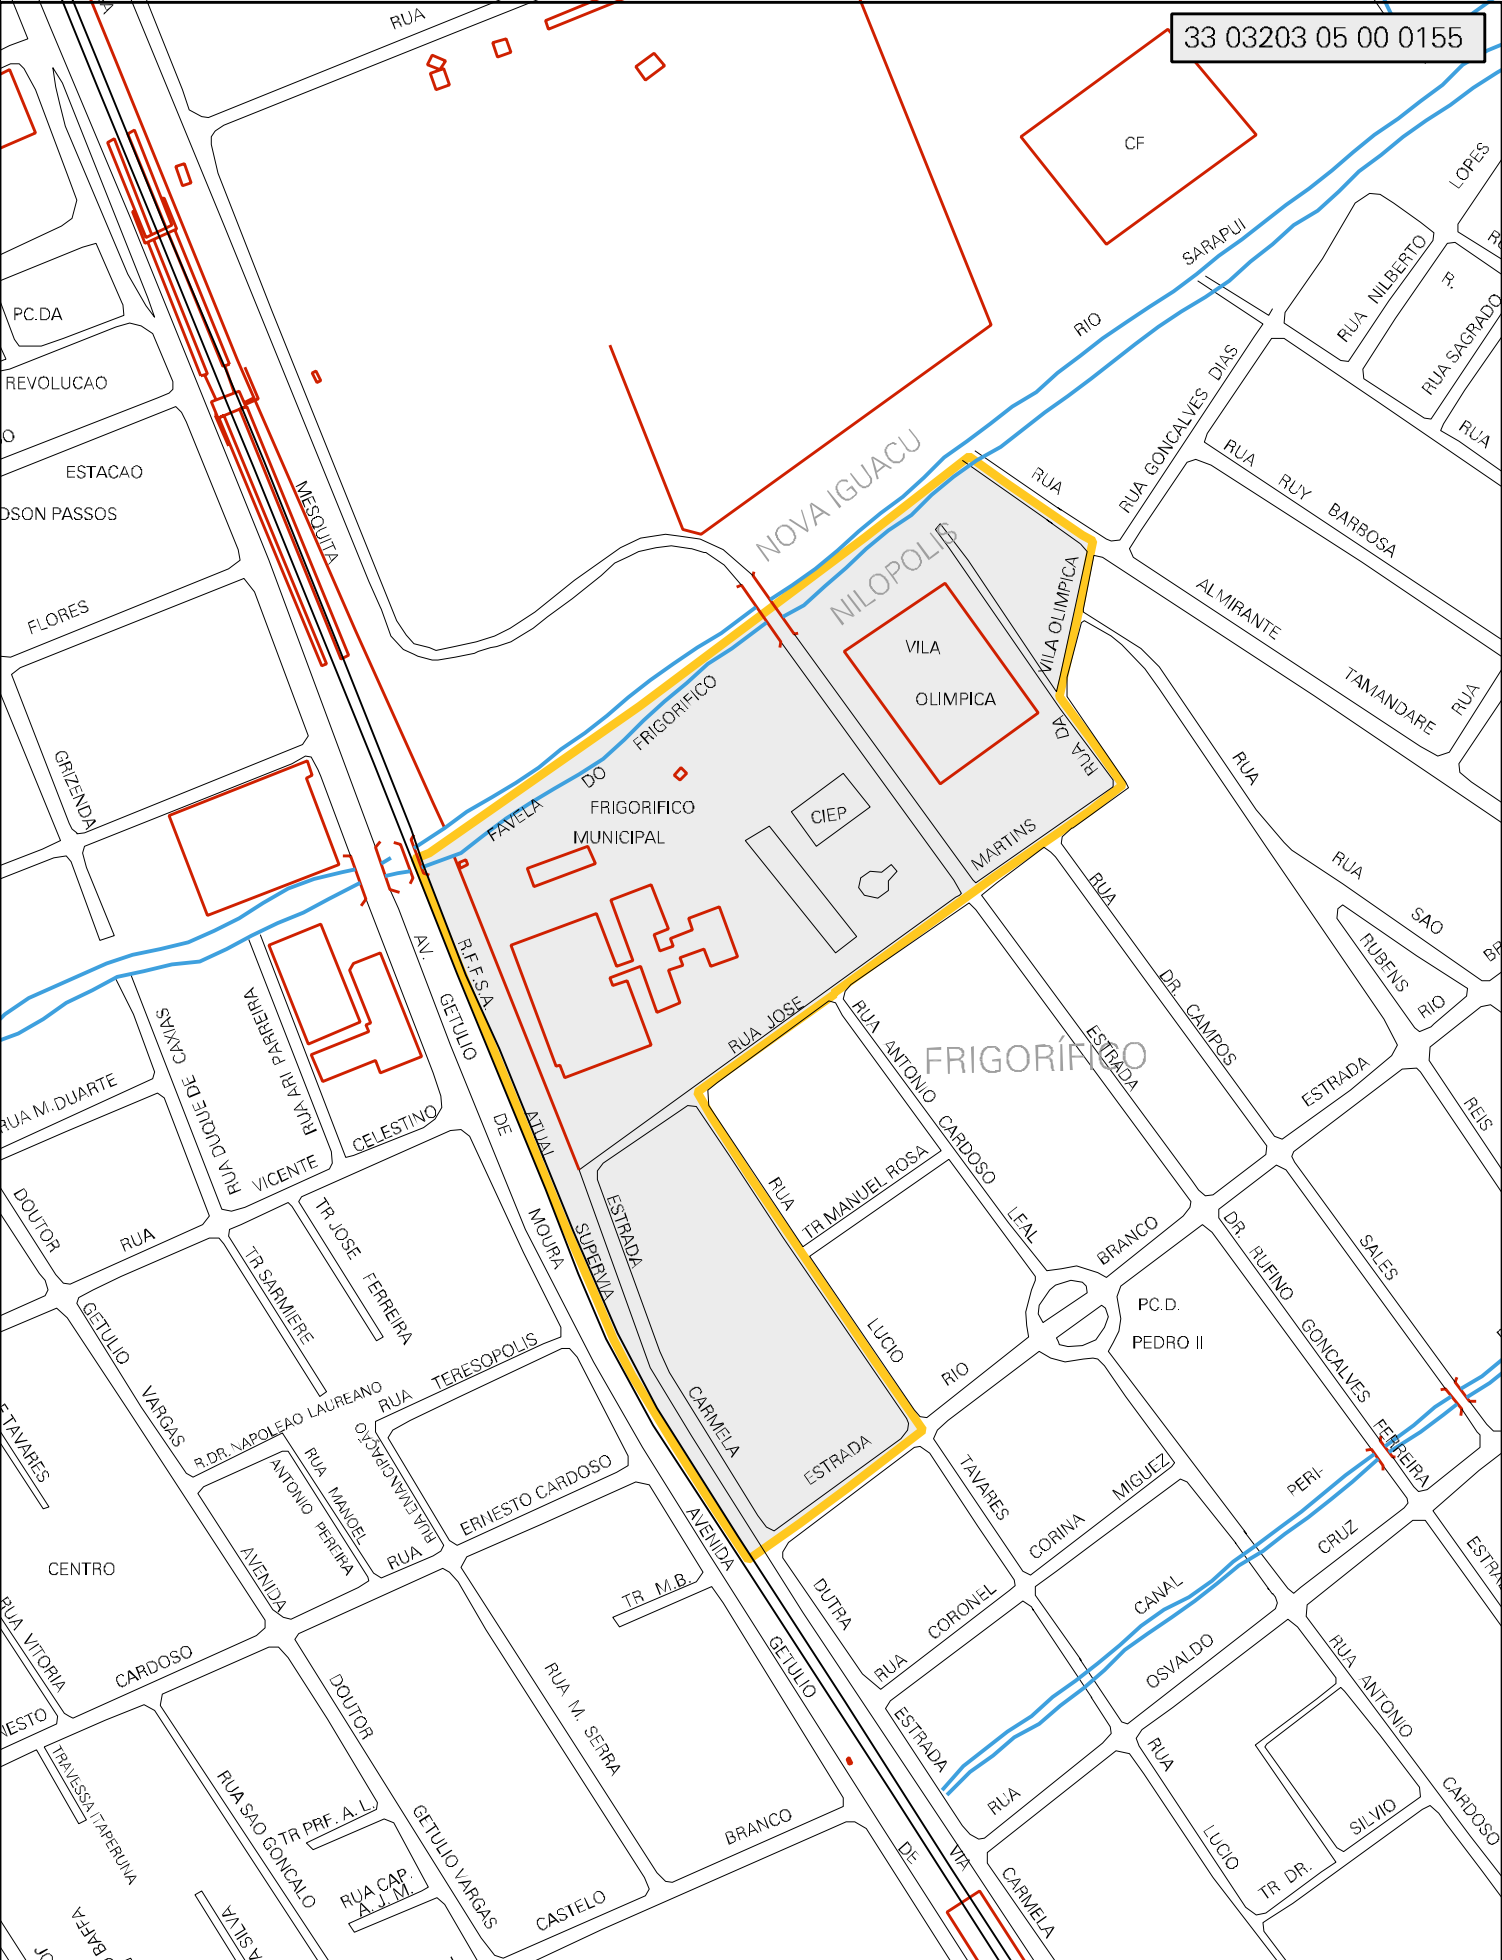 33 03203 05 00 0155
RUA
CF
LOPES
SARAPUI
RIO
RUA NILBERTO
R.
RUA SAGRADO
RUA
PC.DA
REVOLUCAO
ESTACAO
DSON PASSOS
MESQUITA
FLORES
GRIZENDA
NOVA IGUACU
NILOPOLIS
RUA
RUA GONCALVES DIAS
RUA
RUY
BARBOSA
ALMIRANTE
TAMANDARE
RUA
VILA OLIMPICA
RUA DA
VILA
OLIMPICA
FAVELA
DO
FRIGORIFICO
FRIGORIFICO
MUNICIPAL
CIEP
MARTINS
RUA JOSE
RUA
RUA
SAO
RUBENS
RIO
RUA
DR. CAMPOS
ESTRADA
ESTRADA
REIS
FRIGORÍFICO
RUA ANTONIO CARDOSO LEAL
TR MANUEL ROSA
RUA
LUCIO
BRANCO
PC.D.
PEDRO II
RIO
DR. RUFINO GONCALVES FERREIRA
SALES
AV. GETULIO DE MOURA
R.F.F.S.A.
ATUAL
SUPERVIA
ESTRADA
CARMELA
ESTRADA
RUA DUQUE DE CAXIAS
RUA ARI PARREIRA
RUA M.DUARTE
VICENTE
CELESTINO
RUA
DOUTOR
GETULIO
VARGAS
TR SARMIERE
TR JOSE FERREIRA
RUA TERESOPOLIS
R.DR. NAPOLEAO LAUREANO
RUA EMANCIPAÇÃO
RUA MANOEL
ANTONIO PEREIRA
AVENIDA
RUA
ERNESTO CARDOSO
TAVARES
CENTRO
RUA VITORIA
CARDOSO
NESTO
TRAVESSA ITAPERUNA
RUA SAO GONCALO
TR PRF. A. L.
RUA CAP.
A. J. M.
DOUTOR
GETULIO VARGAS
RUA M. SERRA
TR M.B.
AVENIDA
GETULIO
DE
CASTELO
BRANCO
BAFFA
A SILVA
DUTRA
TAVARES
CORINA
MIGUEZ
RUA
CORONEL
PERI-
CANAL
CRUZ
OSVALDO
RUA
ESTRADA
VIA
CARMELA
RUA
LUCIO
RUA ANTONIO
CARDOSO
SILVIO
TR DR.